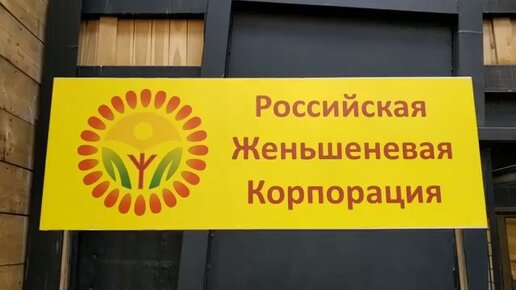 Российская
Женьшеневая
Корпорация